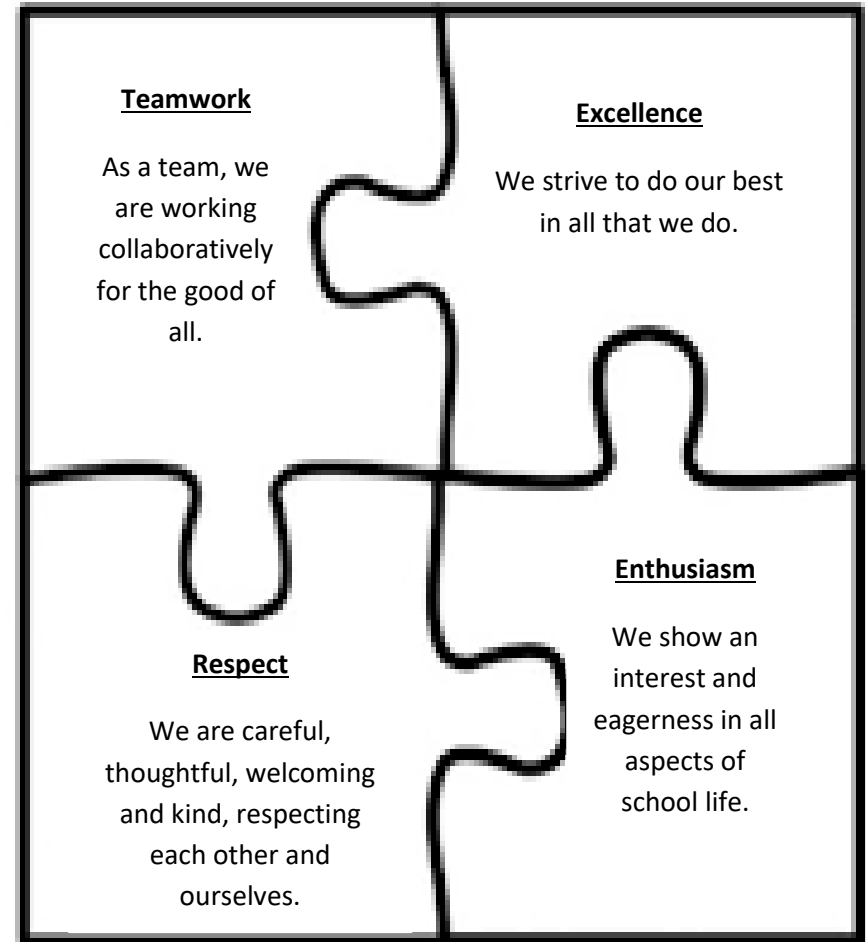 Teamwork
As a team, we
are working
collaboratively
for the good of
all.
Excellence
We strive to do our best
in all that we do.
Respect
We are careful,
thoughtful, welcoming
and kind, respecting
each other and
ourselves.
Enthusiasm
We show an
interest and
eagerness in all
aspects of
school life.